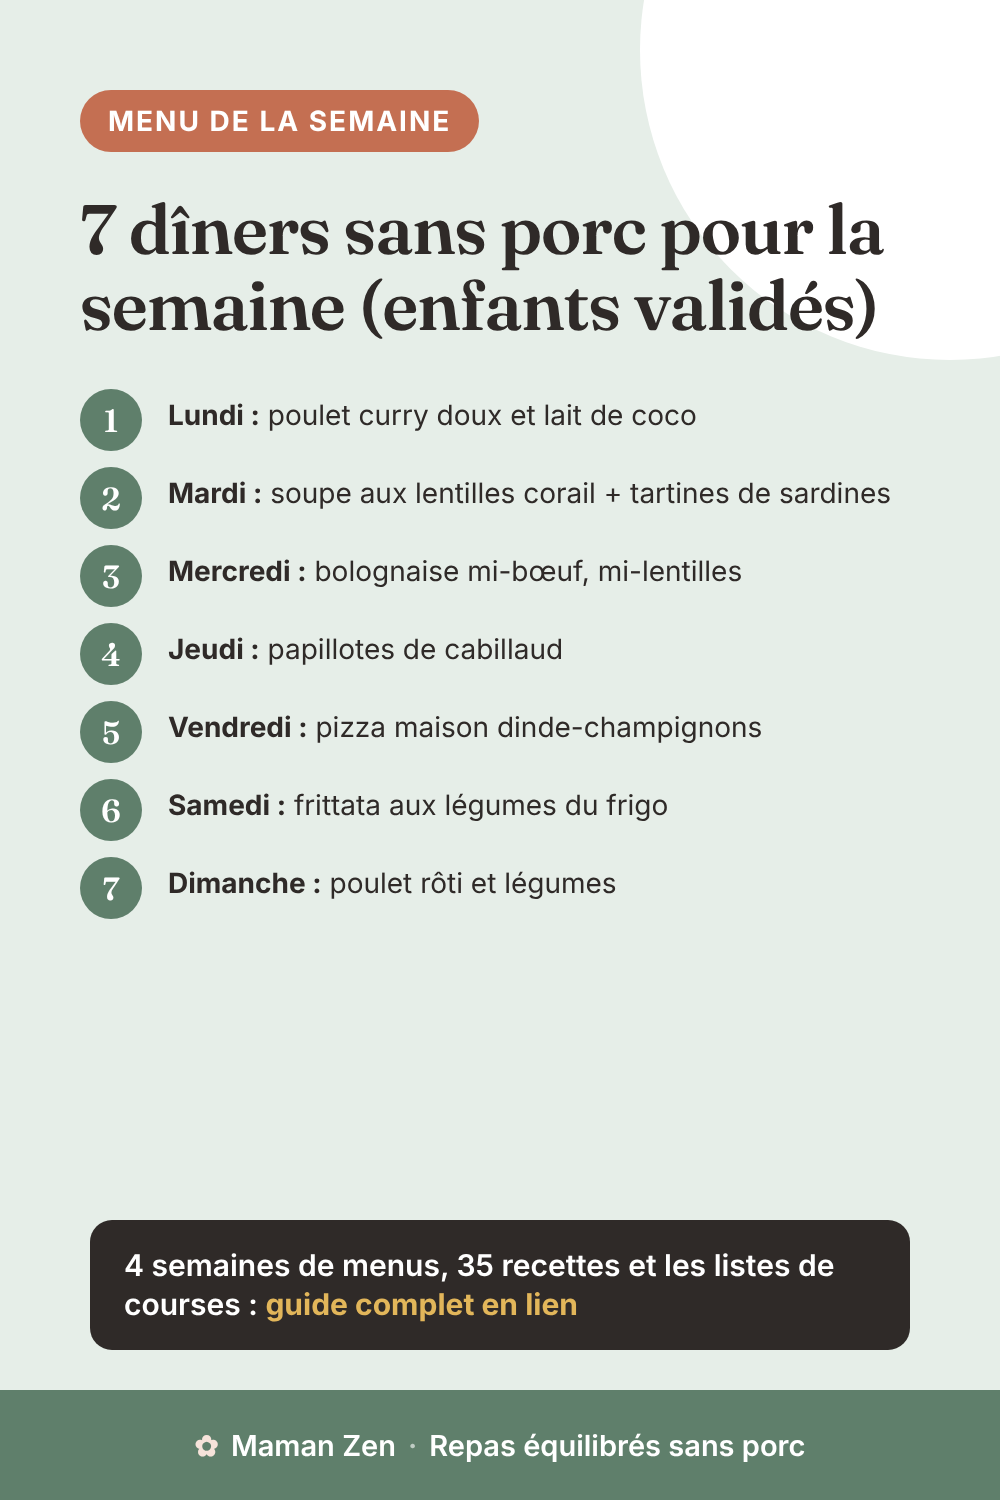 MENU DE LA SEMAINE
7 dîners sans porc pour la
semaine (enfants validés)
1 Lundi : poulet curry doux et lait de coco
2 Mardi : soupe aux lentilles corail + tartines de sardines
3 Mercredi : bolognaise mi-bœuf, mi-lentilles
4 Jeudi : papillotes de cabillaud
5 Vendredi : pizza maison dinde-champignons
6 Samedi : frittata aux légumes du frigo
7 Dimanche : poulet rôti et légumes
4 semaines de menus, 35 recettes et les listes de
courses : guide complet en lien
✿ Maman Zen · Repas équilibrés sans porc